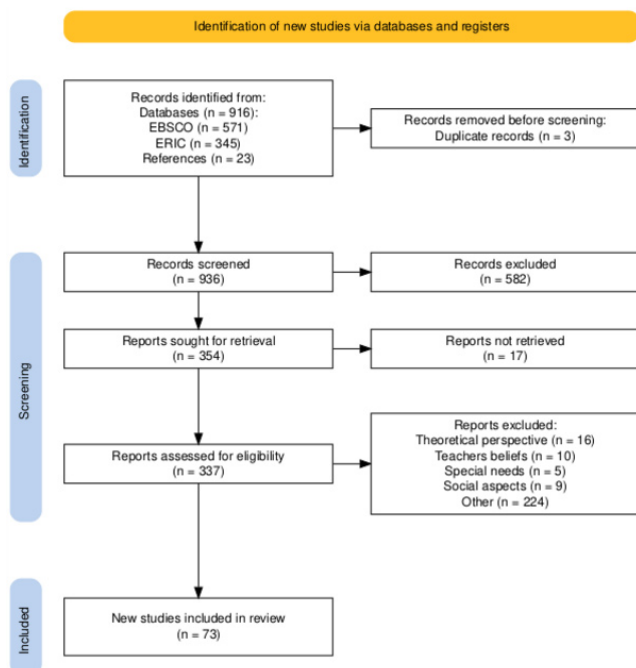 Identification of new studies via databases and registers
Identification
Records identified from:
Databases (n = 916):
EBSCO (n = 571)
ERIC (n = 345)
References (n = 23)
Records removed before screening:
Duplicate records (n = 3)
Screening
Records screened
(n = 936)
Records excluded
(n = 582)
Reports sought for retrieval
(n = 354)
Reports not retrieved
(n = 17)
Reports assessed for eligibility
(n = 337)
Reports excluded:
Theoretical perspective (n = 16)
Teachers beliefs (n = 10)
Special needs (n = 5)
Social aspects (n = 9)
Other (n = 224)
Included
New studies included in review
(n = 73)